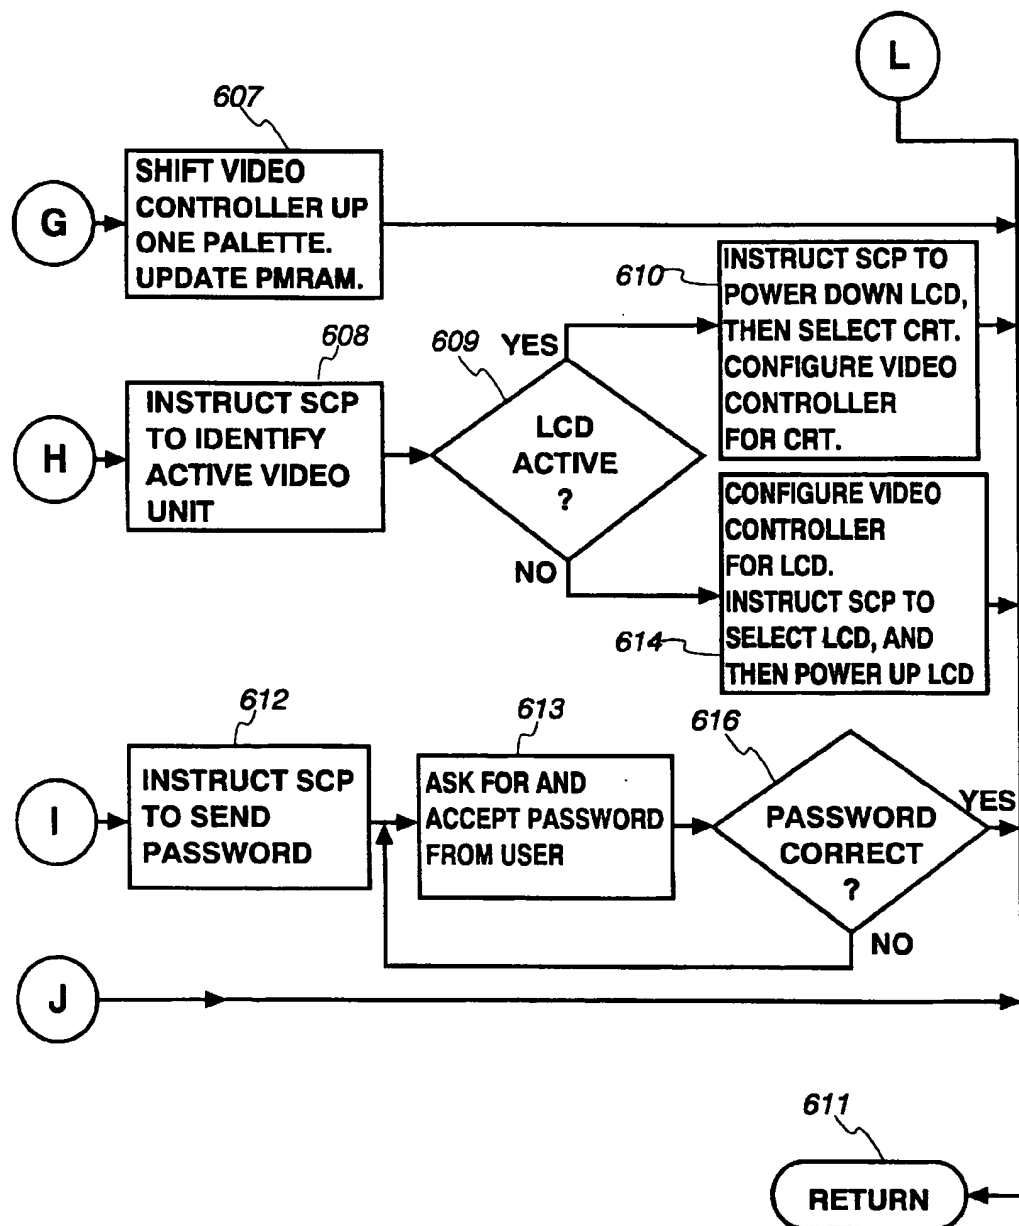 L
607
G
SHIFT VIDEO
CONTROLLER UP
ONE PALETTE.
UPDATE PMRAM.
608
H
INSTRUCT SCP
TO IDENTIFY
ACTIVE VIDEO
UNIT
609
LCD
ACTIVE
?
YES
NO
610
INSTRUCT SCP TO
POWER DOWN LCD,
THEN SELECT CRT.
CONFIGURE VIDEO
CONTROLLER
FOR CRT.
614
CONFIGURE VIDEO
CONTROLLER
FOR LCD.
INSTRUCT SCP TO
SELECT LCD, AND
THEN POWER UP LCD
612
I
INSTRUCT SCP
TO SEND
PASSWORD
613
ASK FOR AND
ACCEPT PASSWORD
FROM USER
616
PASSWORD
CORRECT
?
YES
NO
J
611
RETURN